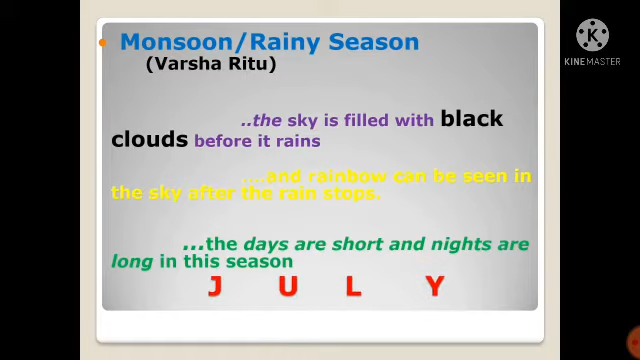 Monsoon/Rainy Season
(Varsha Ritu)
..the sky is filled with black
clouds before it rains
....and rainbow can be seen in
the sky after the rain stops.
...the days are short and nights are
long in this season
J U L Y
K
KINEMASTER